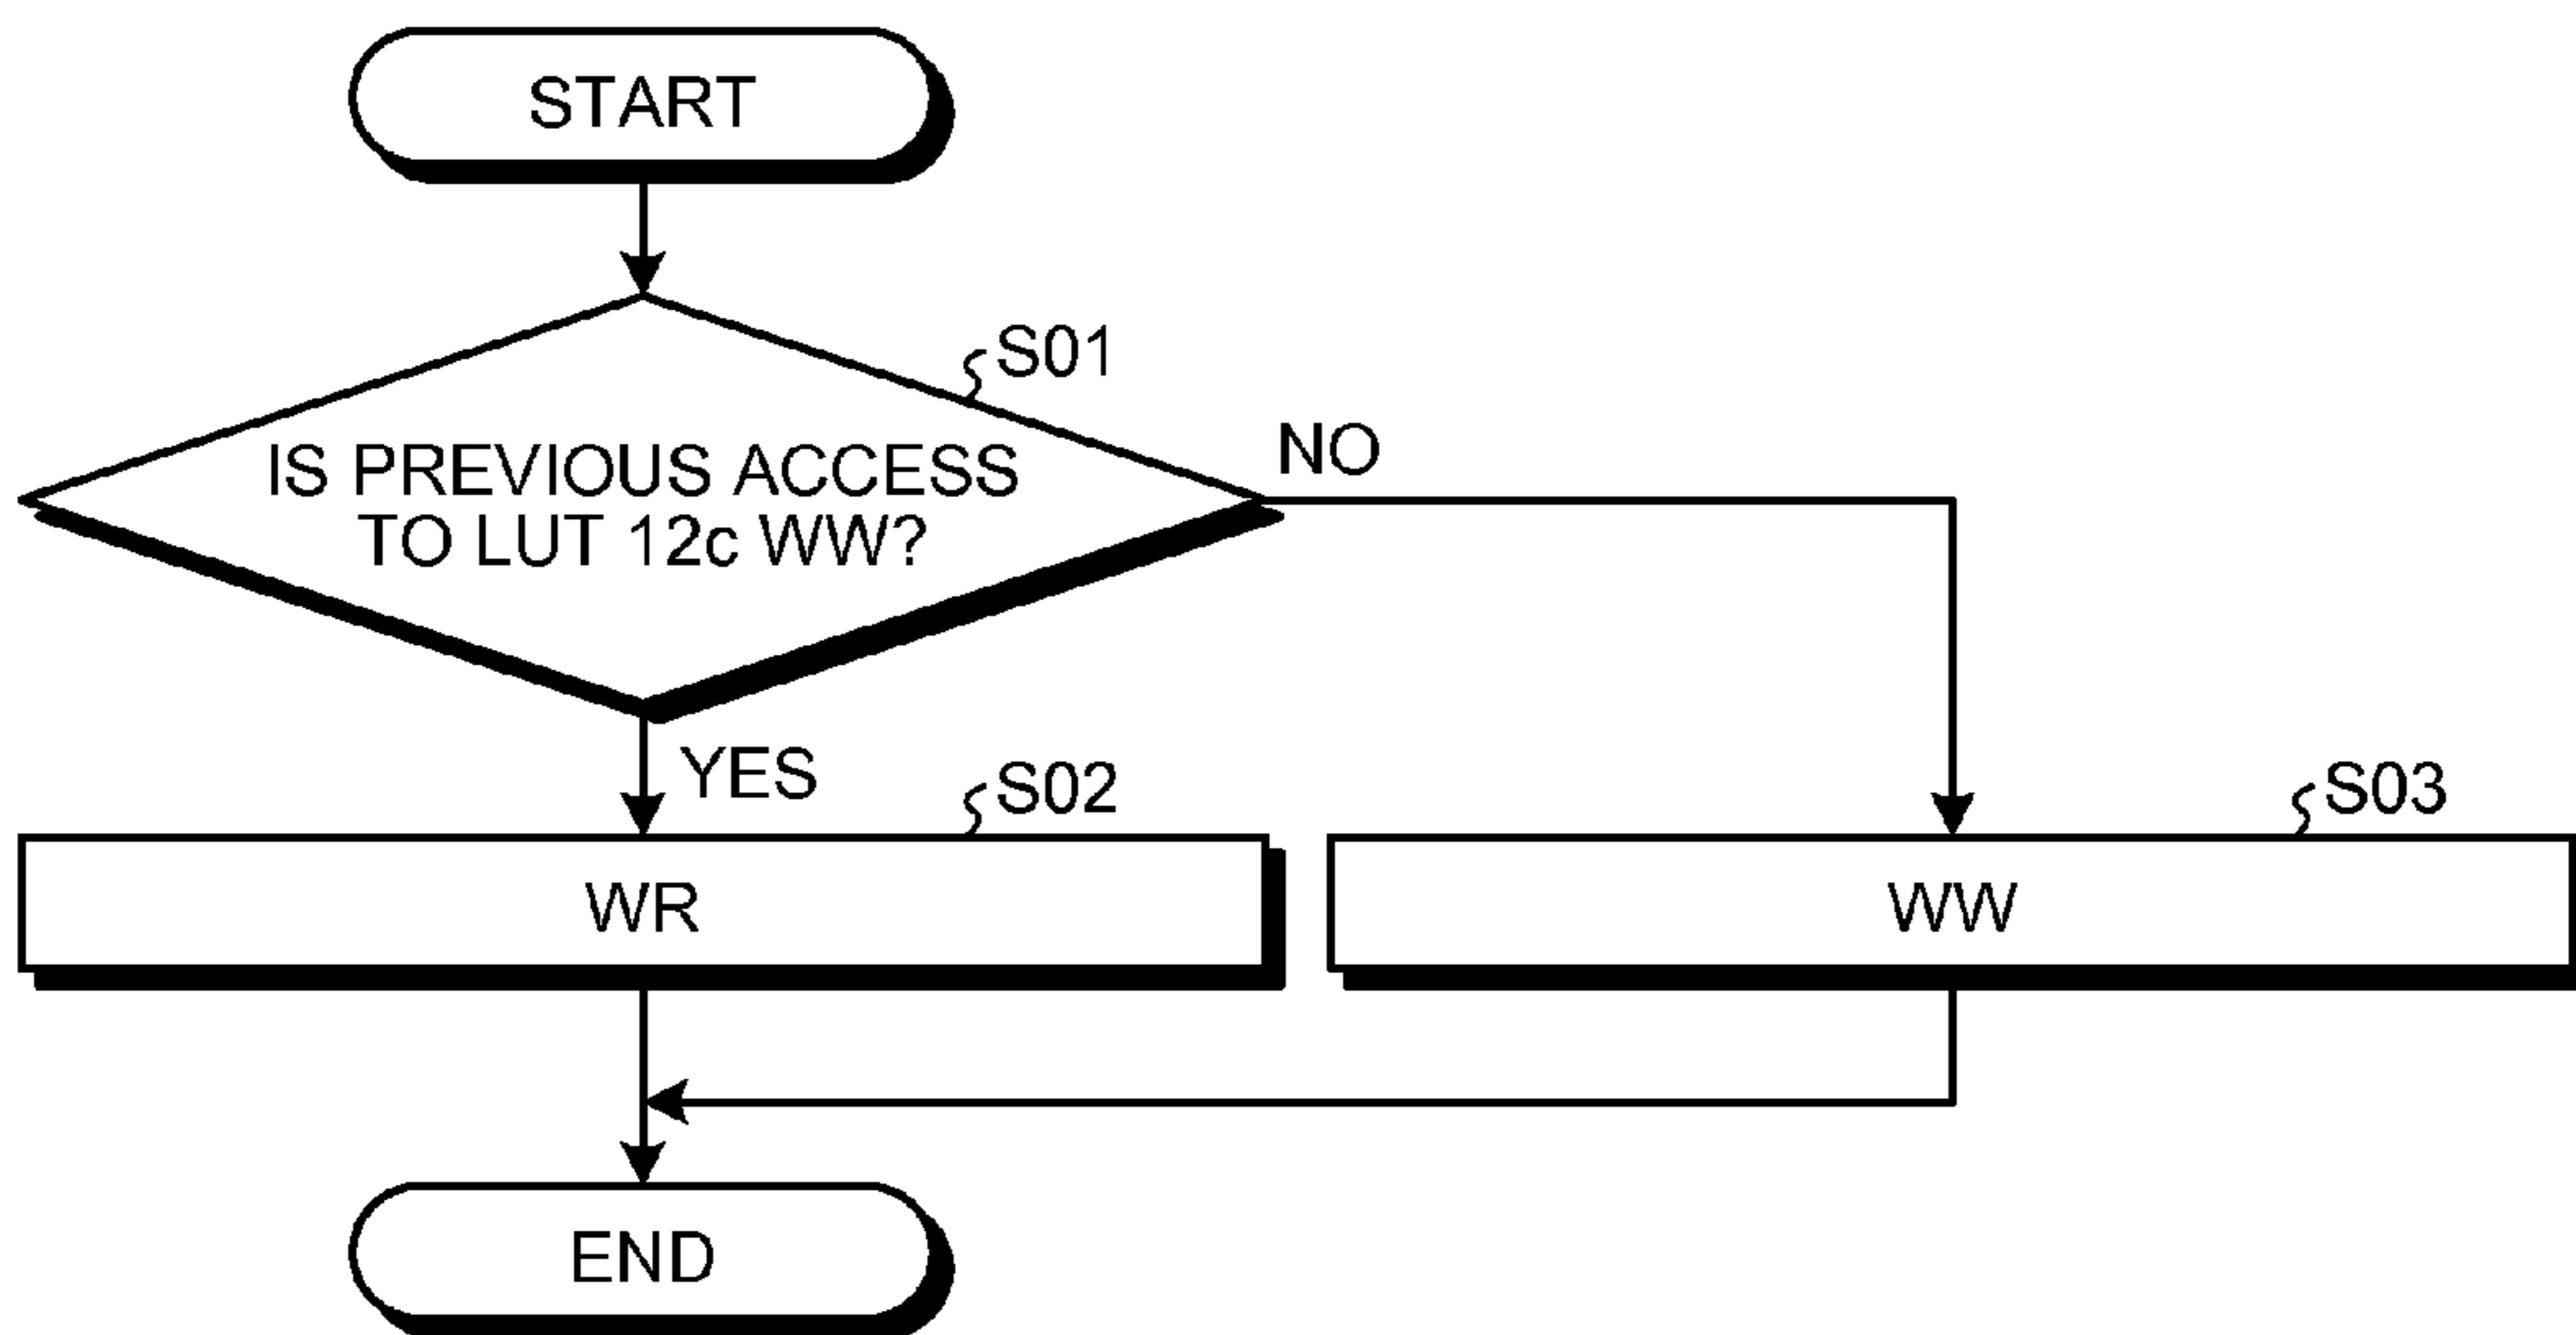 START
S01
IS PREVIOUS ACCESS
TO LUT 12c WW?
NO
YES
S02
S03
WR
WW
END